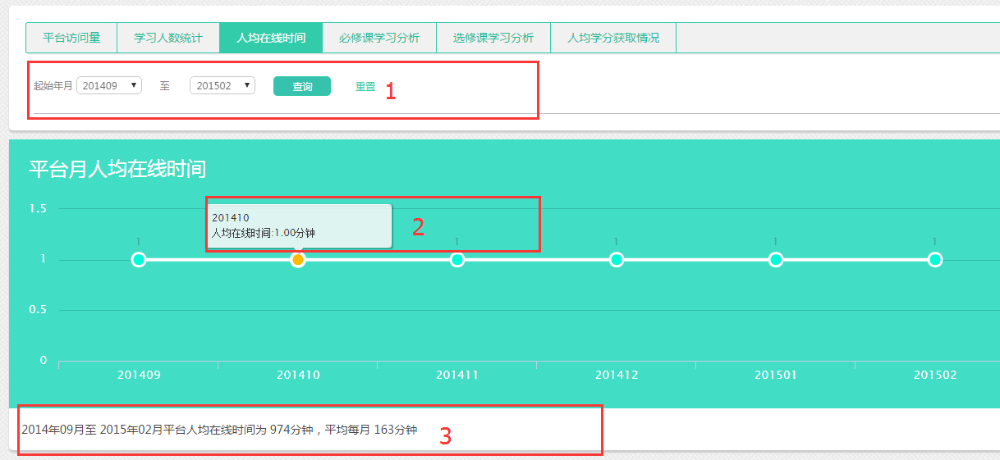 平台访问量 学习人数统计 人均在线时间 必修课学习分析 选修课学习分析 人均学分获取情况
起始年月 201409 至 201502 查询 重置 1
平台月人均在线时间
1.5
201410
人均在线时间:1.00分钟
2
1 1 1 1 1
1
0.5
0
201409 201410 201411 201412 201501 201502
2014年09月至 2015年02月平台人均在线时间为 974分钟，平均每月 163分钟
3